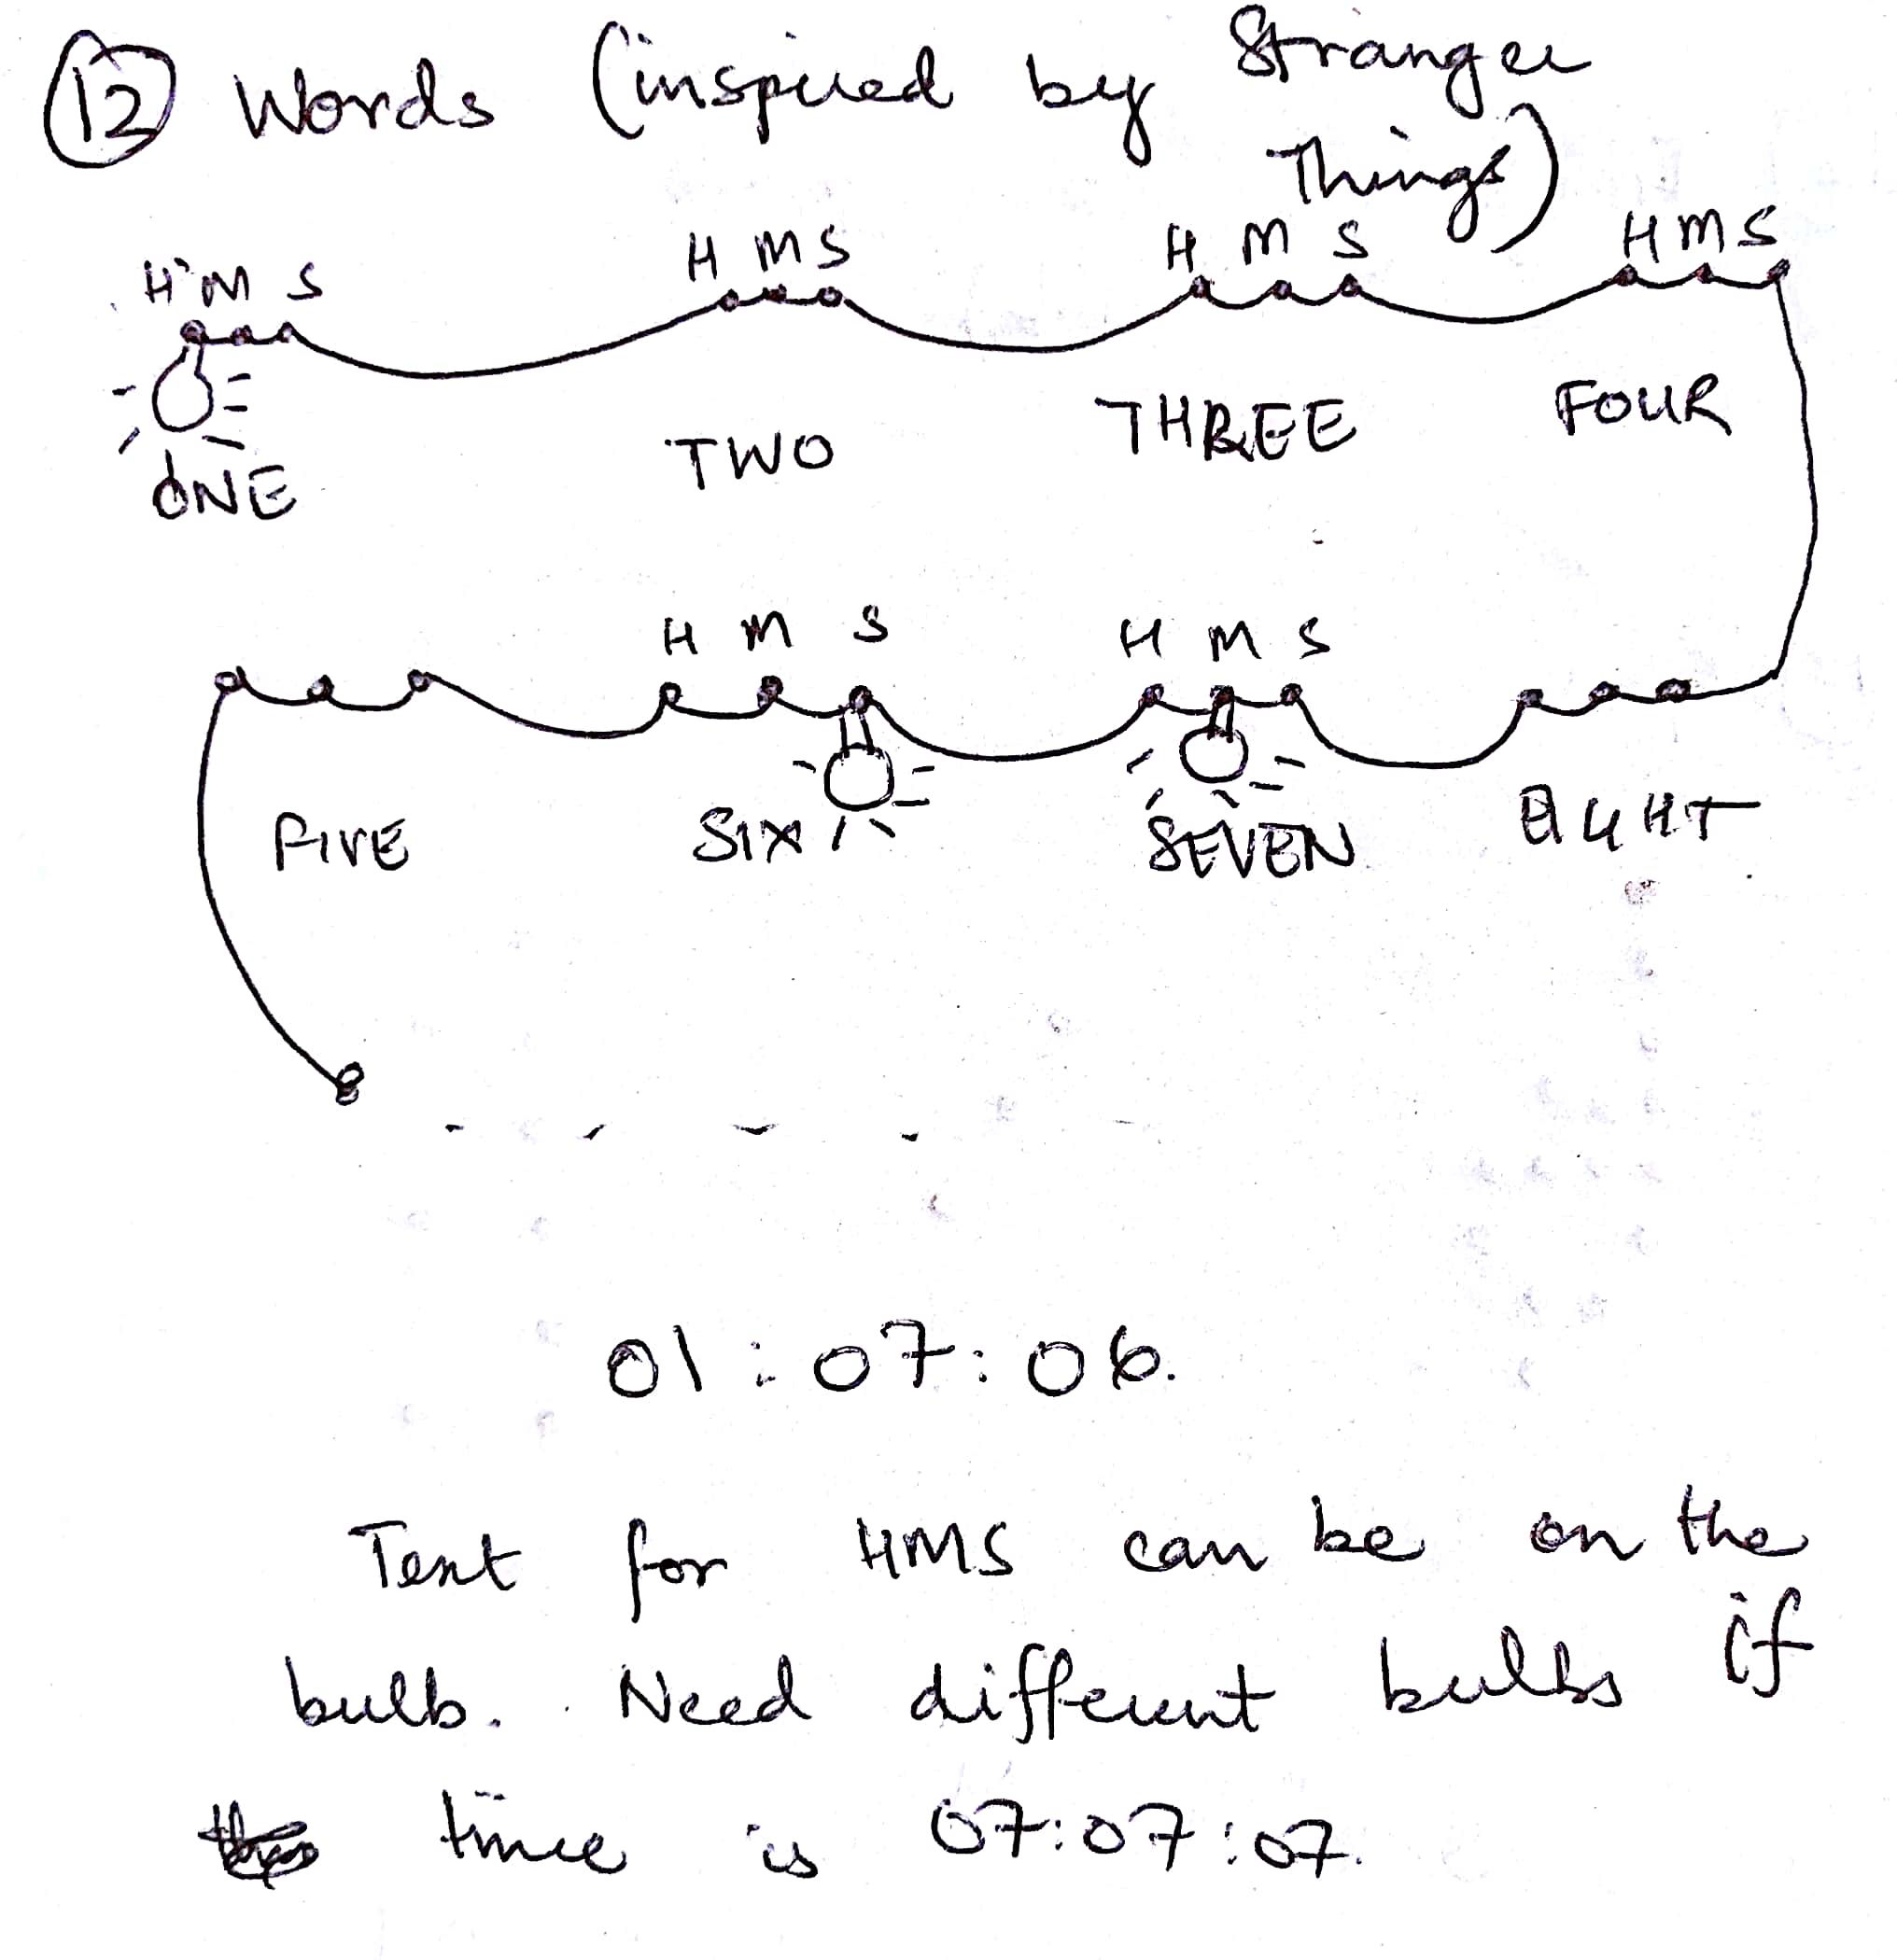 12 Words (inspired by Stranger
Things)
H M S H M S H M S H M S
ONE TWO THREE FOUR
H M S H M S
FIVE SIX SEVEN EIGHT
01:07:06.
Text for HMS can be on the
bulb. Need different bulbs if
time is 07:07:07.